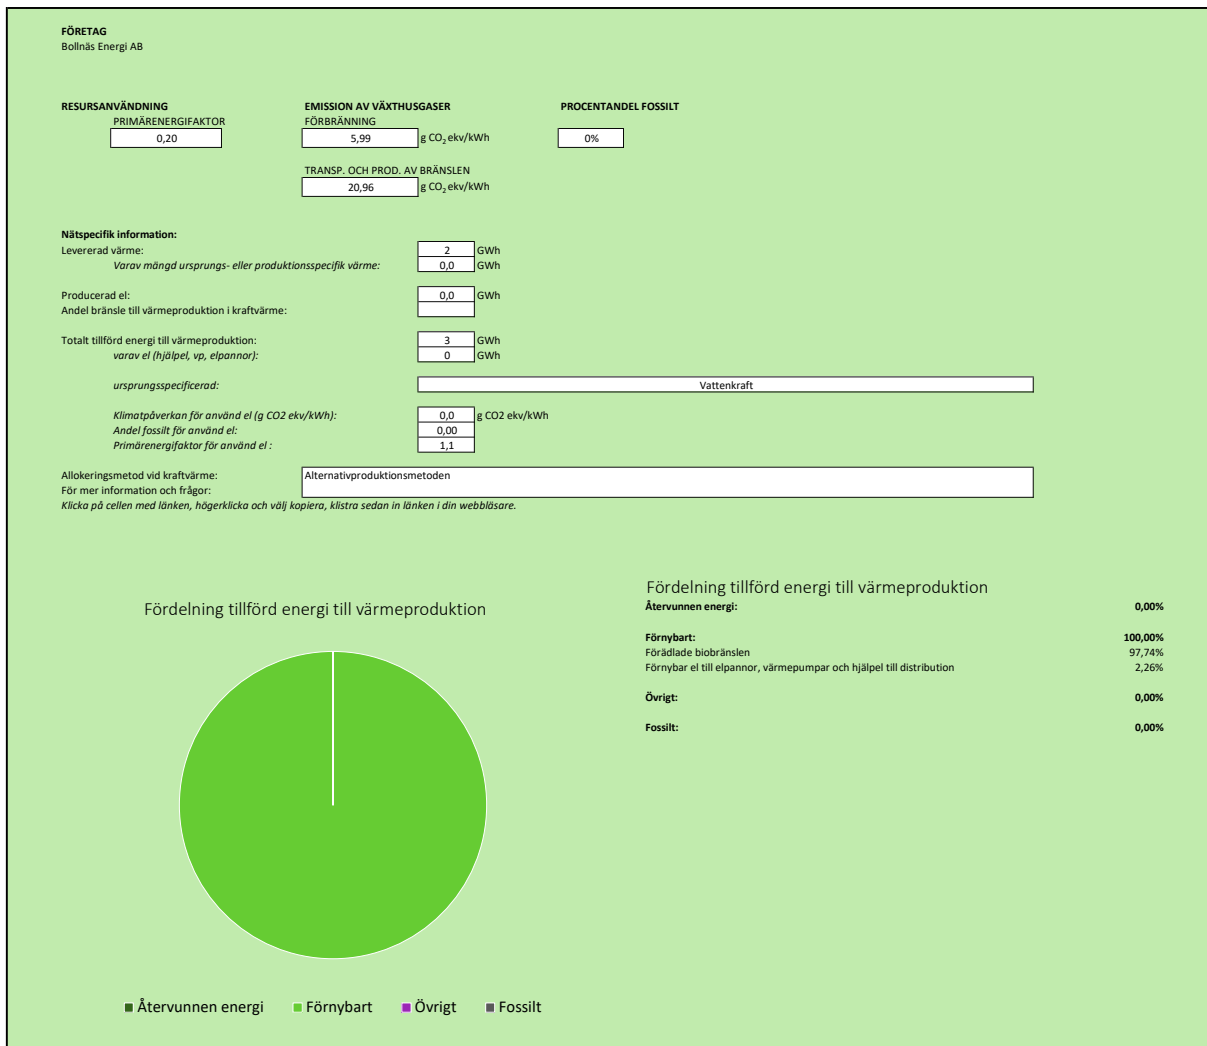 FÖRETAG
Bollnäs Energi AB
RESURSANVÄNDNING EMISSION AV VÄXTHUSGASER PROCENTANDEL FOSSILT
PRIMÄRENERGIFAKTOR FÖRBRÄNNING
0,20 5,99 g CO₂ ekv/kWh 0%
TRANSP. OCH PROD. AV BRÄNSLEN
20,96 g CO₂ ekv/kWh
Nätspecifik information:
Levererad värme: 2 GWh
Varav mängd ursprungs- eller produktionsspecifik värme: 0,0 GWh
Producerad el: 0,0 GWh
Andel bränsle till värmeproduktion i kraftvärme:
Totalt tillförd energi till värmeproduktion: 3 GWh
varav el (hjälpel, vp, elpannor): 0 GWh
ursprungsspecificerad: Vattenkraft
Klimatpåverkan för använd el (g CO2 ekv/kWh): 0,0 g CO2 ekv/kWh
Andel fossilt för använd el: 0,00
Primärenergifaktor för använd el : 1,1
Allokeringsmetod vid kraftvärme: Alternativproduktionsmetoden
För mer information och frågor:
Klicka på cellen med länken, högerklicka och välj kopiera, klistra sedan in länken i din webbläsare.
Fördelning tillförd energi till värmeproduktion
Återvunnen energi
Förnybart
Övrigt
Fossilt
Fördelning tillförd energi till värmeproduktion
Återvunnen energi: 0,00%
Förnybart: 100,00%
Förädlade biobränslen 97,74%
Förnybar el till elpannor, värmepumpar och hjälpel till distribution 2,26%
Övrigt: 0,00%
Fossilt: 0,00%